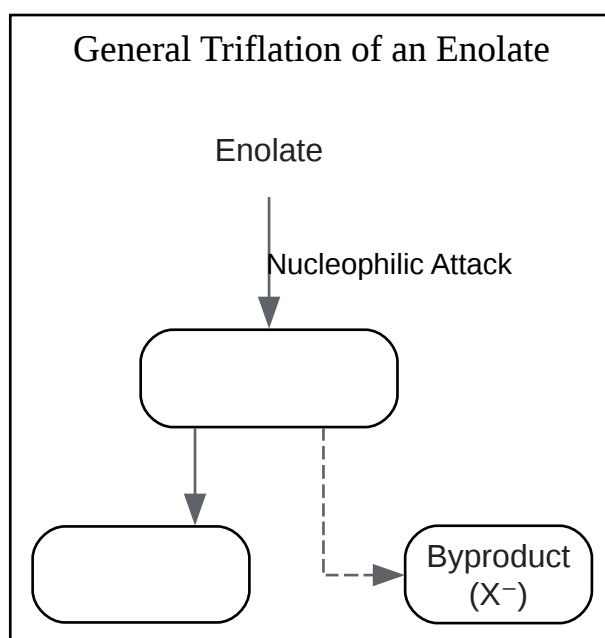 General Triflation of an Enolate
Enolate
Nucleophilic Attack
Byproduct
(X⁻)